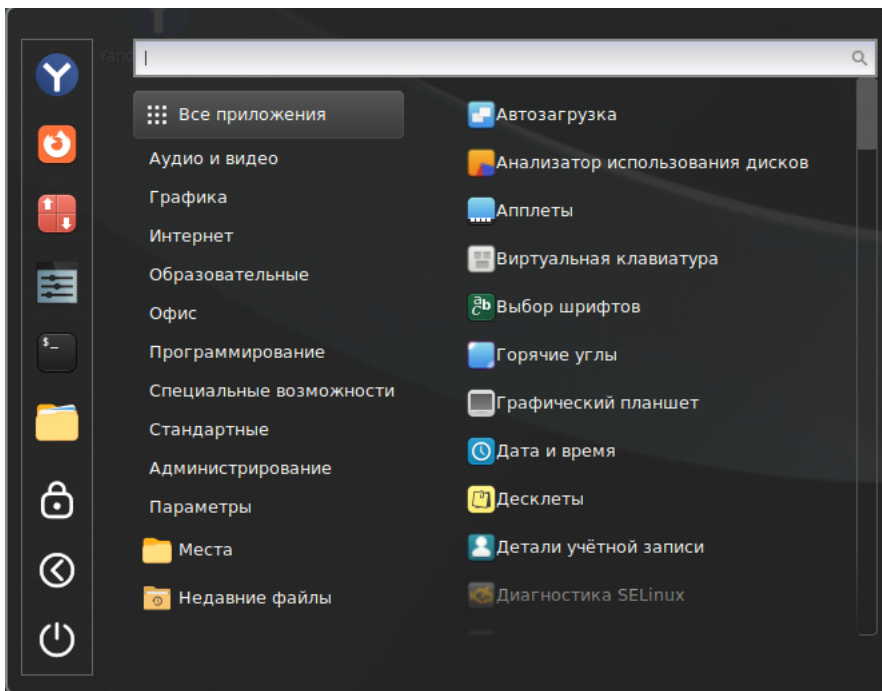 Yand
Все приложения
Аудио и видео
Графика
Интернет
Образовательные
Офис
Программирование
Специальные возможности
Стандартные
Администрирование
Параметры
Места
Недавние файлы
Автозагрузка
Анализатор использования дисков
Апплеты
Виртуальная клавиатура
Выбор шрифтов
Горячие углы
Графический планшет
Дата и время
Десклеты
Детали учётной записи
Диагностика SELinux